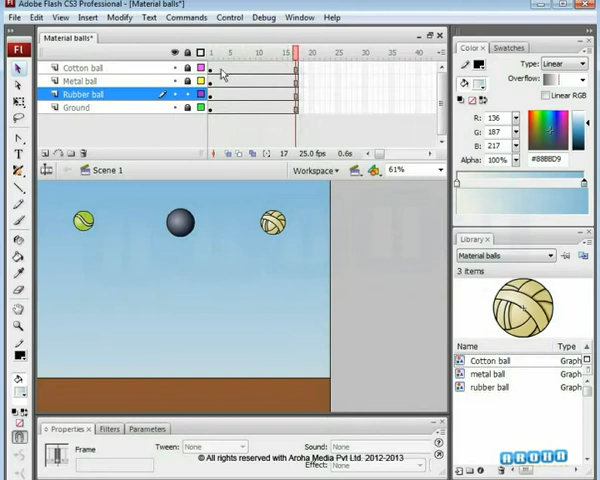 Adobe Flash CS3 Professional - [Material balls*]
File Edit View Insert Modify Text Commands Control Debug Window Help
Material balls*
1 5 10 15 20 25 30 35 40
Cotton ball
Metal ball
Rubber ball
Ground
17 25.0 fps 0.6s
Scene 1 Workspace 61%
Color Swatches
Type: Linear
Overflow:
Linear RGB
R: 136
G: 187
B: 217
Alpha: 100% #88BBD9
Library
Material balls
3 items
Name Type
Cotton ball Graph
metal ball Graph
rubber ball Graph
Properties Filters Parameters
Frame
Tween: None
Sound: None
Effect: None
© All rights reserved with Aroha Media Pvt Ltd. 2012-2013
AROHA